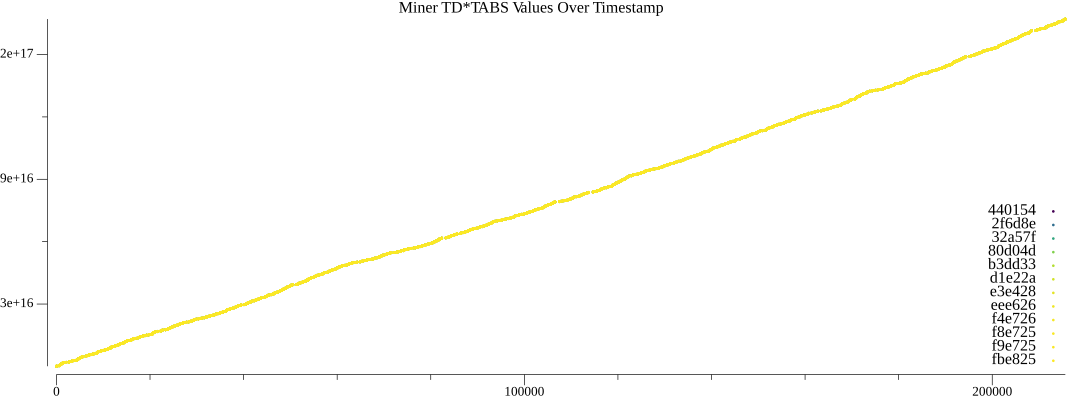 Miner TD*TABS Values Over Timestamp
2e+17
9e+16
3e+16
440154
2f6d8e
32a57f
80d04d
b3dd33
d1e22a
e3e428
eee626
f4e726
f8e725
f9e725
fbe825
0 100000 200000